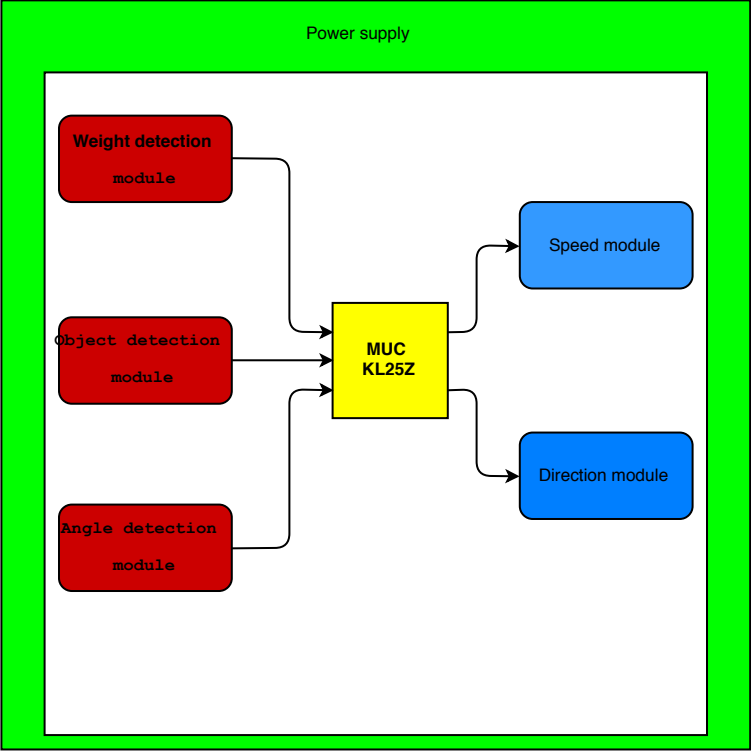 Power supply
Weight detection
module
Object detection
module
Angle detection
module
MUC
KL25Z
Speed module
Direction module